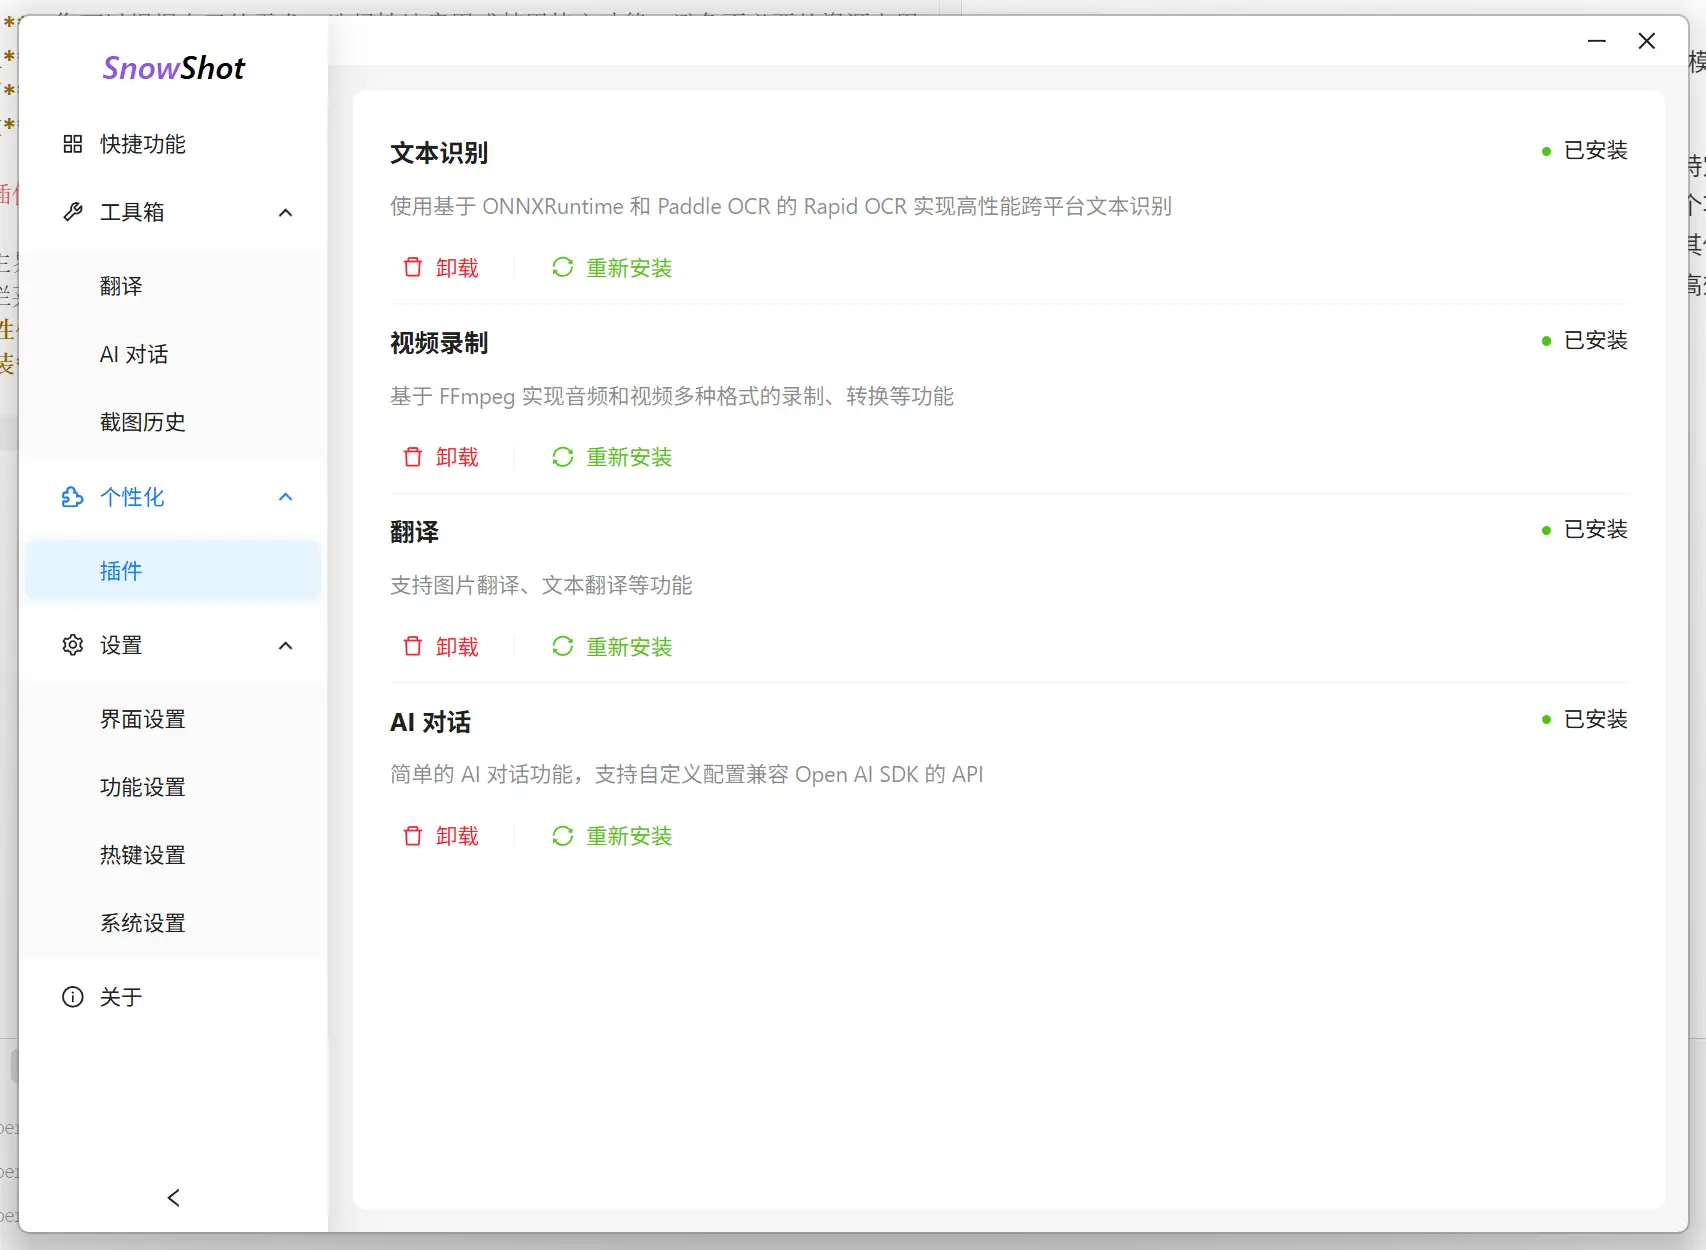 SnowShot
快捷功能
工具箱
翻译
AI 对话
截图历史
个性化
插件
设置
界面设置
功能设置
热键设置
系统设置
关于
文本识别
已安装
使用基于 ONNXRuntime 和 Paddle OCR 的 Rapid OCR 实现高性能跨平台文本识别
卸载
重新安装
视频录制
已安装
基于 FFmpeg 实现音频和视频多种格式的录制、转换等功能
卸载
重新安装
翻译
已安装
支持图片翻译、文本翻译等功能
卸载
重新安装
AI 对话
已安装
简单的 AI 对话功能，支持自定义配置兼容 Open AI SDK 的 API
卸载
重新安装